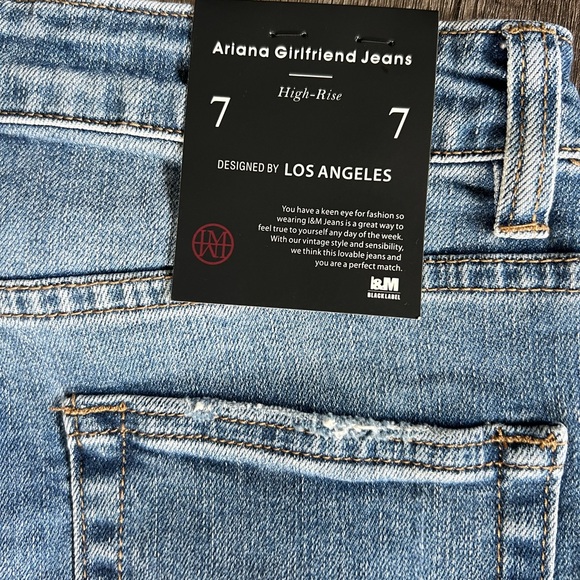 Ariana Girlfriend Jeans
High-Rise
7 7
DESIGNED BY LOS ANGELES
You have a keen eye for fashion so
wearing I&M Jeans is a great way to
feel true to yourself any day of the week.
With our vintage style and sensibility,
we think this lovable jeans and
you are a perfect match.
I&M
BLACK LABEL